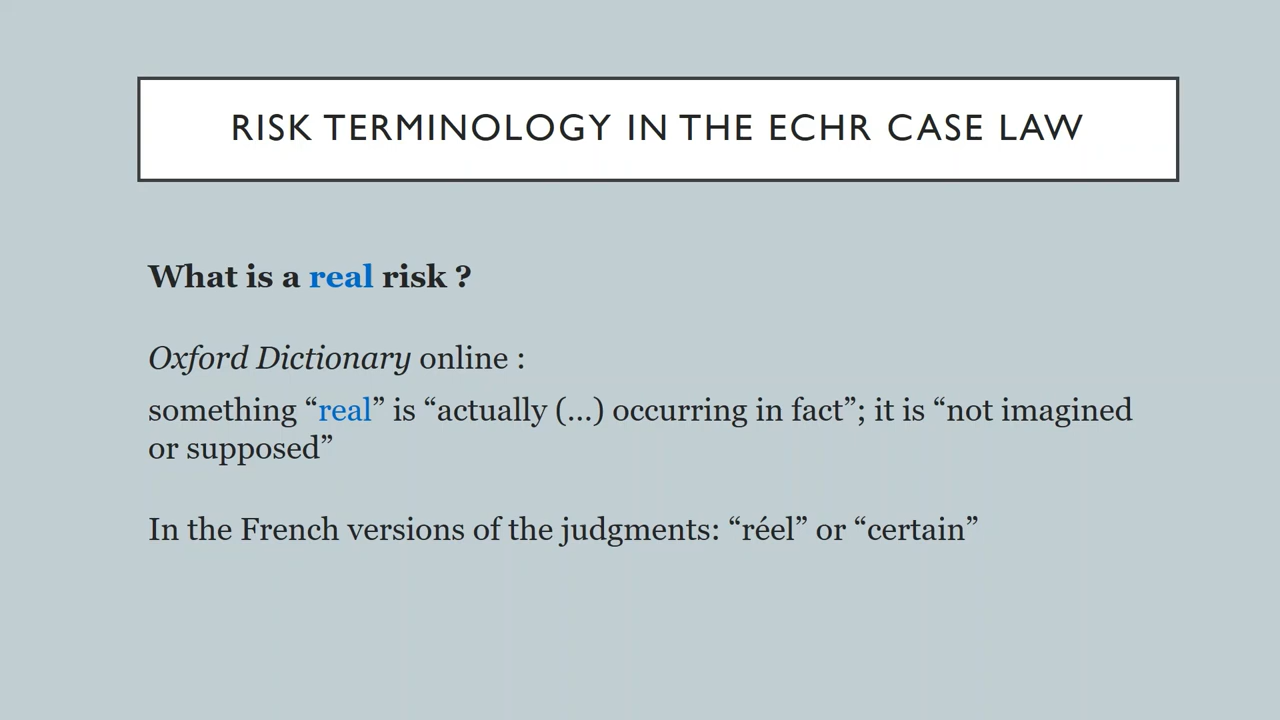 RISK TERMINOLOGY IN THE ECHR CASE LAW
What is a real risk ?
Oxford Dictionary online :
something “real” is “actually (…) occurring in fact”; it is “not imagined
or supposed”
In the French versions of the judgments: “réel” or “certain”